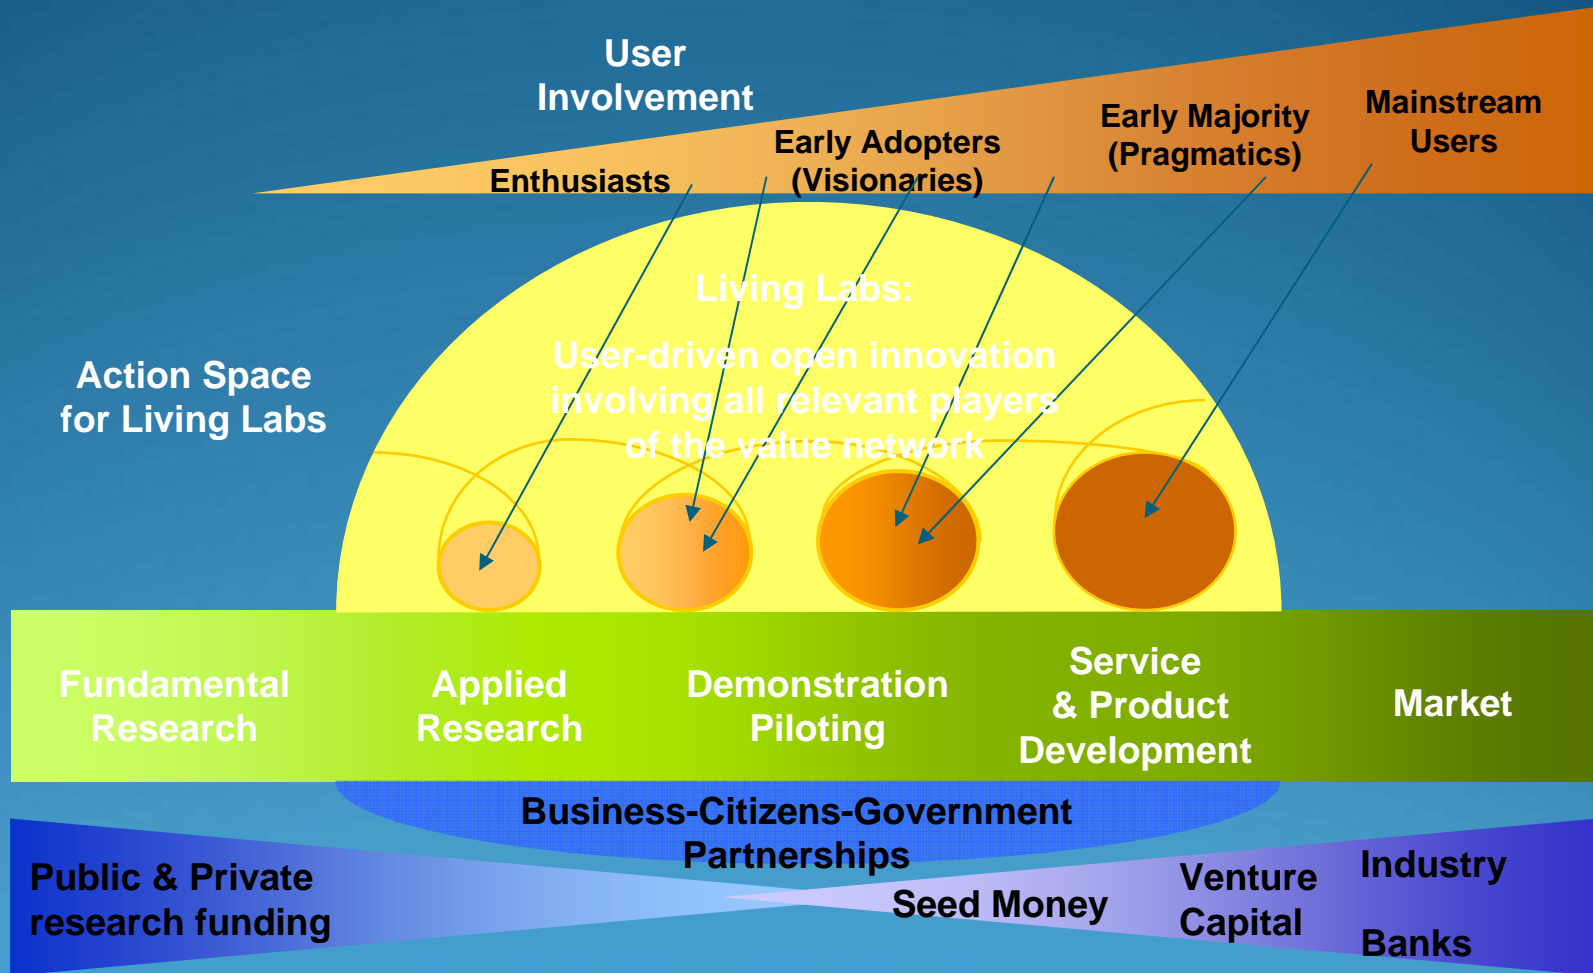 User
Involvement
Enthusiasts
Early Adopters
(Visionaries)
Early Majority
(Pragmatics)
Mainstream
Users
Living Labs:
User-driven open innovation
involving all relevant players
of the value network
Action Space
for Living Labs
Fundamental
Research
Applied
Research
Demonstration
Piloting
Service
& Product
Development
Market
Business-Citizens-Government
Partnerships
Public & Private
research funding
Seed Money
Venture
Capital
Industry
Banks